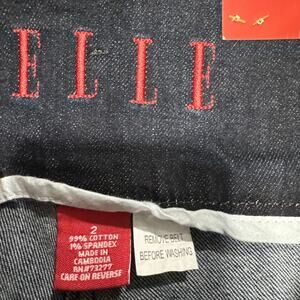 ELLE
2
99% COTTON
1% SPANDEX
MADE IN
CAMBODIA
RN#73277
CARE ON REVERSE
REMOVE BELT
BEFORE WASHING